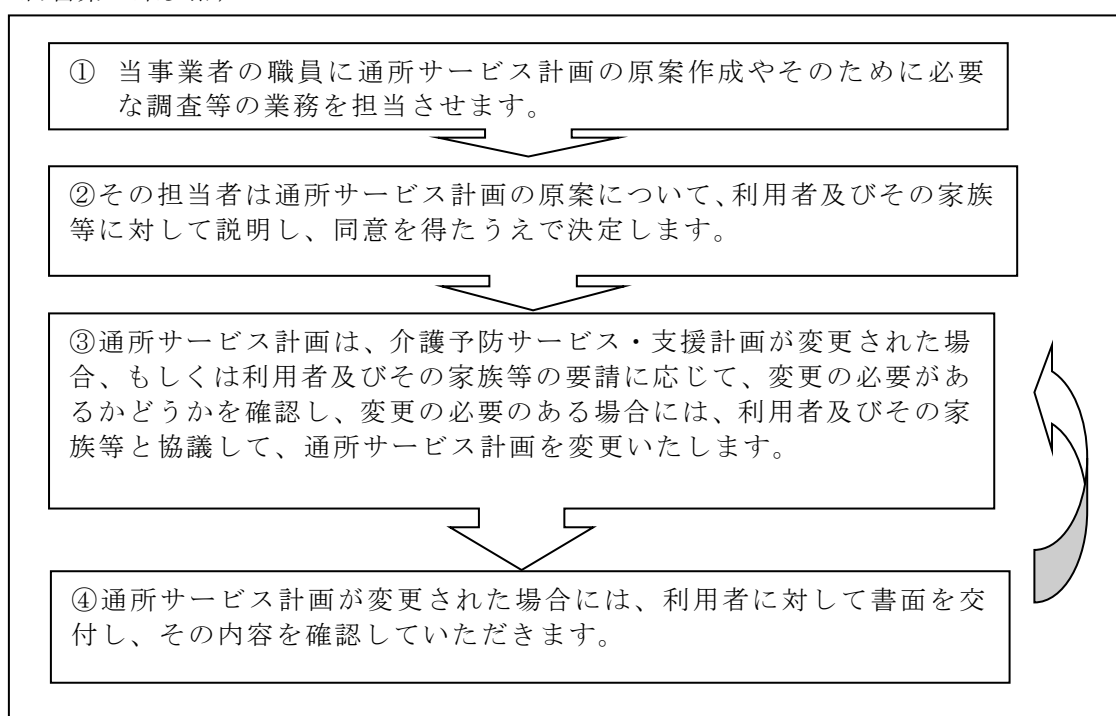 ① 当事業者の職員に通所サービス計画の原案作成やそのために必要
な調査等の業務を担当させます。
②その担当者は通所サービス計画の原案について、利用者及びその家族
等に対して説明し、同意を得たうえで決定します。
③通所サービス計画は、介護予防サービス・支援計画が変更された場
合、もしくは利用者及びその家族等の要請に応じて、変更の必要があ
るかどうかを確認し、変更の必要のある場合には、利用者及びその家
族等と協議して、通所サービス計画を変更いたします。
④通所サービス計画が変更された場合には、利用者に対して書面を交
付し、その内容を確認していただきます。